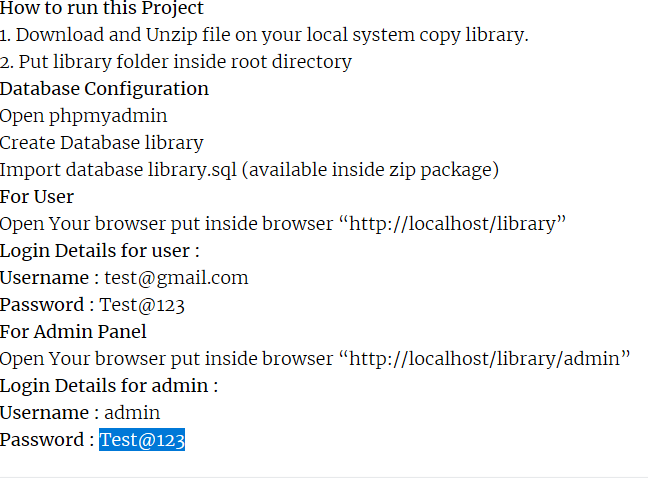 How to run this Project
1. Download and Unzip file on your local system copy library.
2. Put library folder inside root directory
Database Configuration
Open phpmyadmin
Create Database library
Import database library.sql (available inside zip package)
For User
Open Your browser put inside browser “http://localhost/library”
Login Details for user :
Username : test@gmail.com
Password : Test@123
For Admin Panel
Open Your browser put inside browser “http://localhost/library/admin”
Login Details for admin :
Username : admin
Password : Test@123